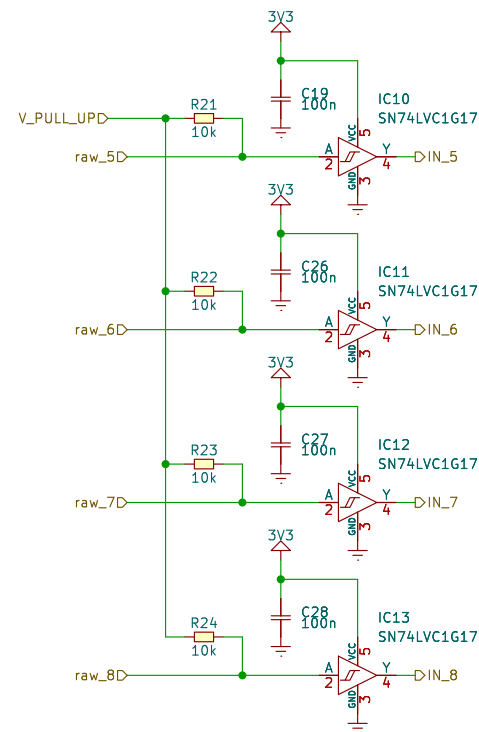 3V3
C19
100n
IC10
SN74LVC1G17
V_PULL_UP
R21
10k
raw_5
A
2
VCC
5
GND
3
Y
4
IN_5
3V3
C26
100n
IC11
SN74LVC1G17
R22
10k
raw_6
A
2
VCC
5
GND
3
Y
4
IN_6
3V3
C27
100n
IC12
SN74LVC1G17
R23
10k
raw_7
A
2
VCC
5
GND
3
Y
4
IN_7
3V3
C28
100n
IC13
SN74LVC1G17
R24
10k
raw_8
A
2
VCC
5
GND
3
Y
4
IN_8